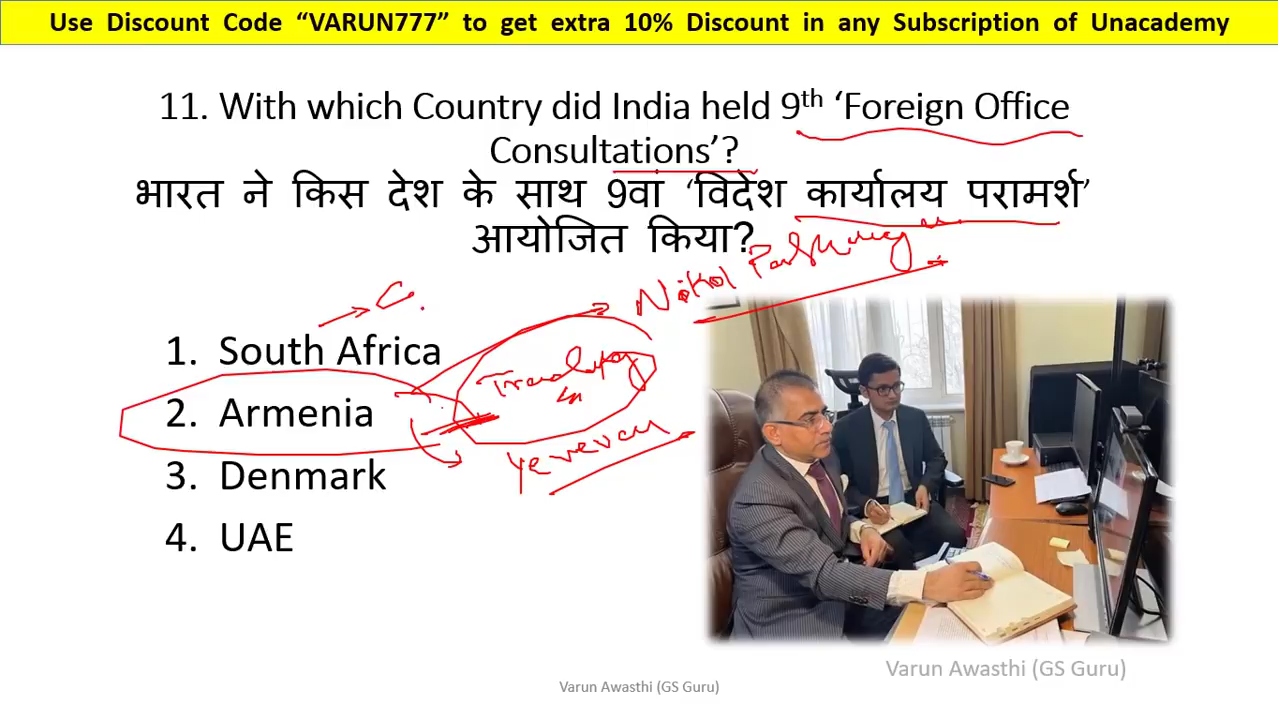 Use Discount Code “VARUN777” to get extra 10% Discount in any Subscription of Unacademy
11. With which Country did India held 9th ‘Foreign Office
Consultations’?
भारत ने किस देश के साथ 9वां ‘विदेश कार्यालय परामर्श’
आयोजित किया?
Nikol
1. South Africa
2. Armenia
Yerevan
3. Denmark
4. UAE
Varun Awasthi (GS Guru)
Varun Awasthi (GS Guru)